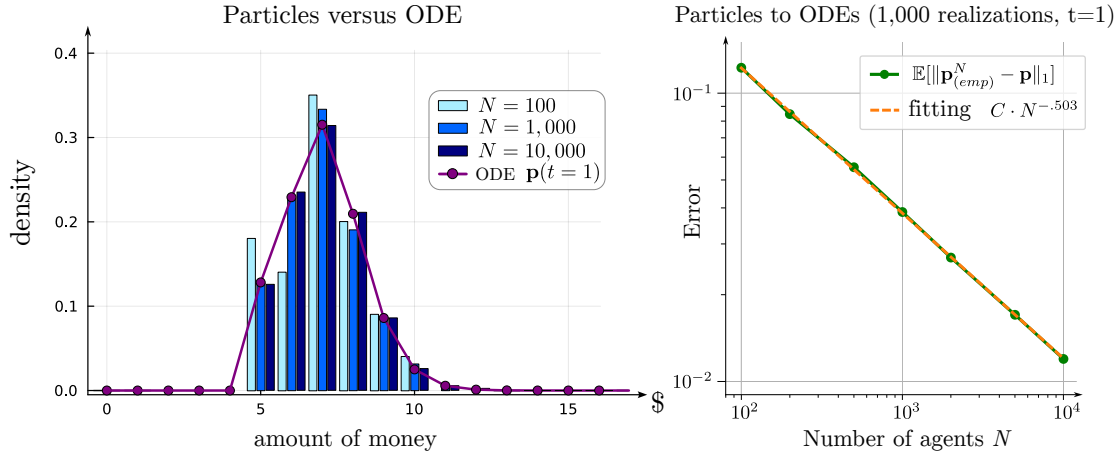 Particles versus ODE
0.4
0.3
0.2
0.1
0.0
density
N = 100
N = 1,000
N = 10,000
ODE p(t = 1)
0
5
10
15
$
amount of money
Particles to ODEs (1,000 realizations, t=1)
𝔼[‖p^N_(emp) − p‖₁]
fitting C · N^−.503
10^−1
10^−2
Error
10^2
10^3
10^4
Number of agents N